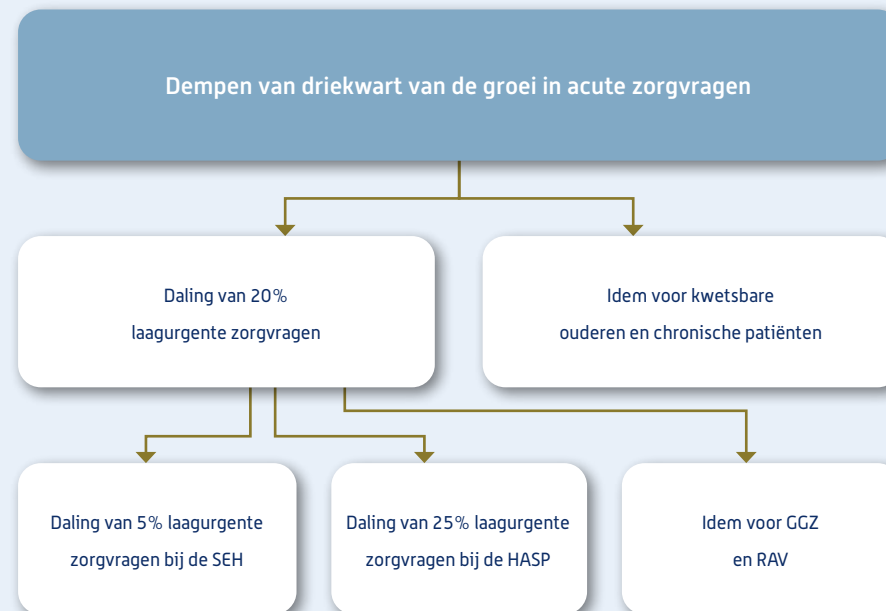 Dempen van driekwart van de groei in acute zorgvragen
Daling van 20%
laagurgente zorgvragen
Idem voor kwetsbare
ouderen en chronische patiënten
Daling van 5% laagurgente
zorgvragen bij de SEH
Daling van 25% laagurgente
zorgvragen bij de HASP
Idem voor GGZ
en RAV